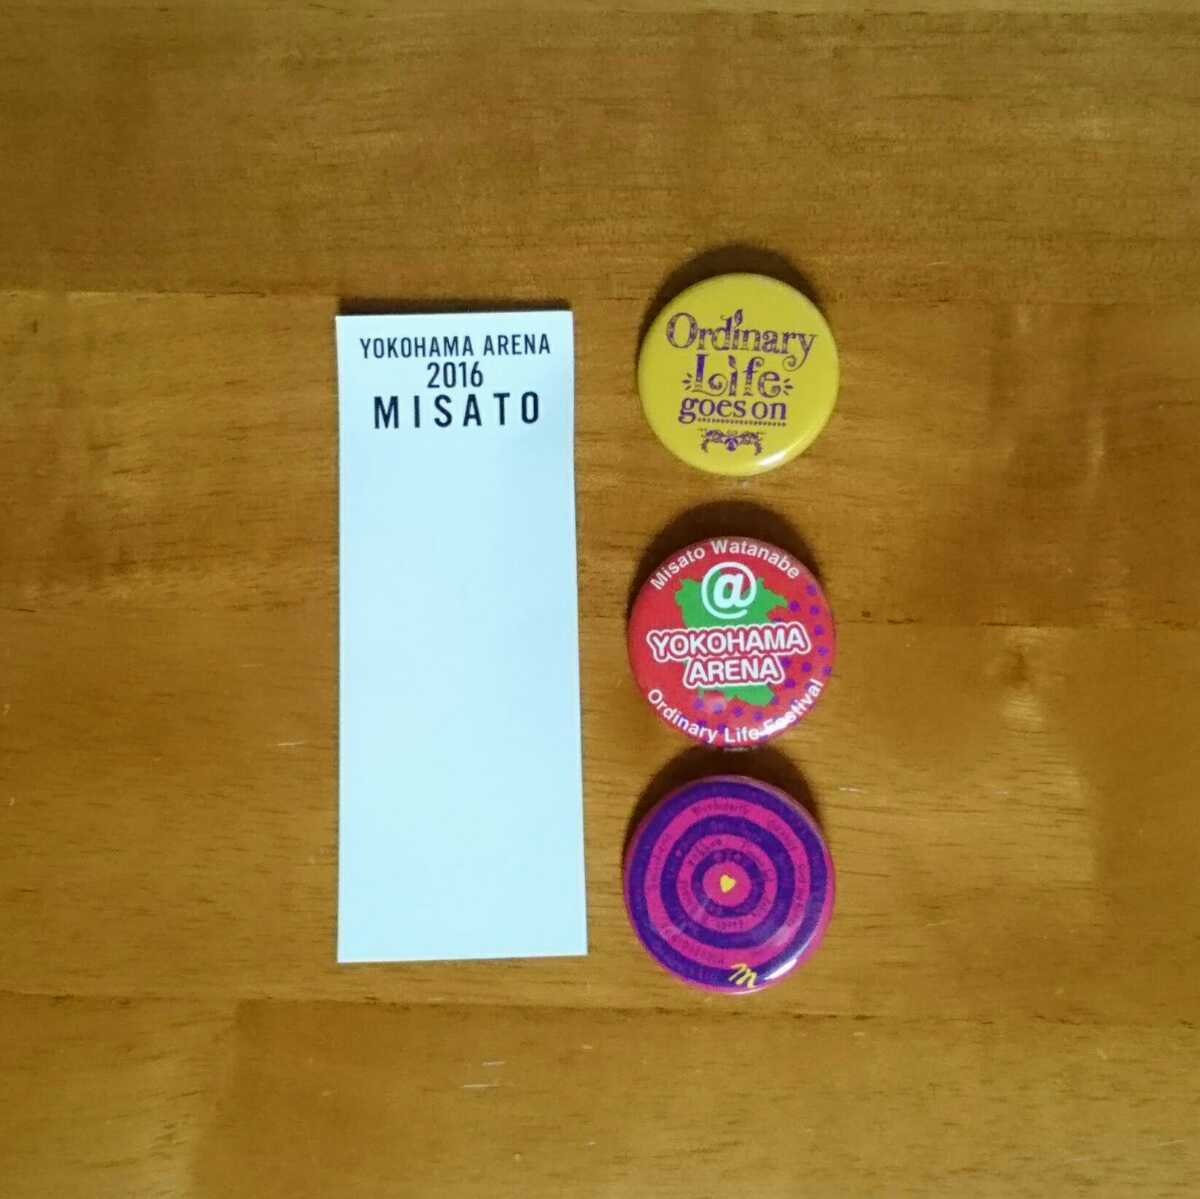 YOKOHAMA ARENA
2016
MISATO
Ordinary
Life
goes on
Misato Watanabe
@
YOKOHAMA
ARENA
Ordinary Life Festival
m